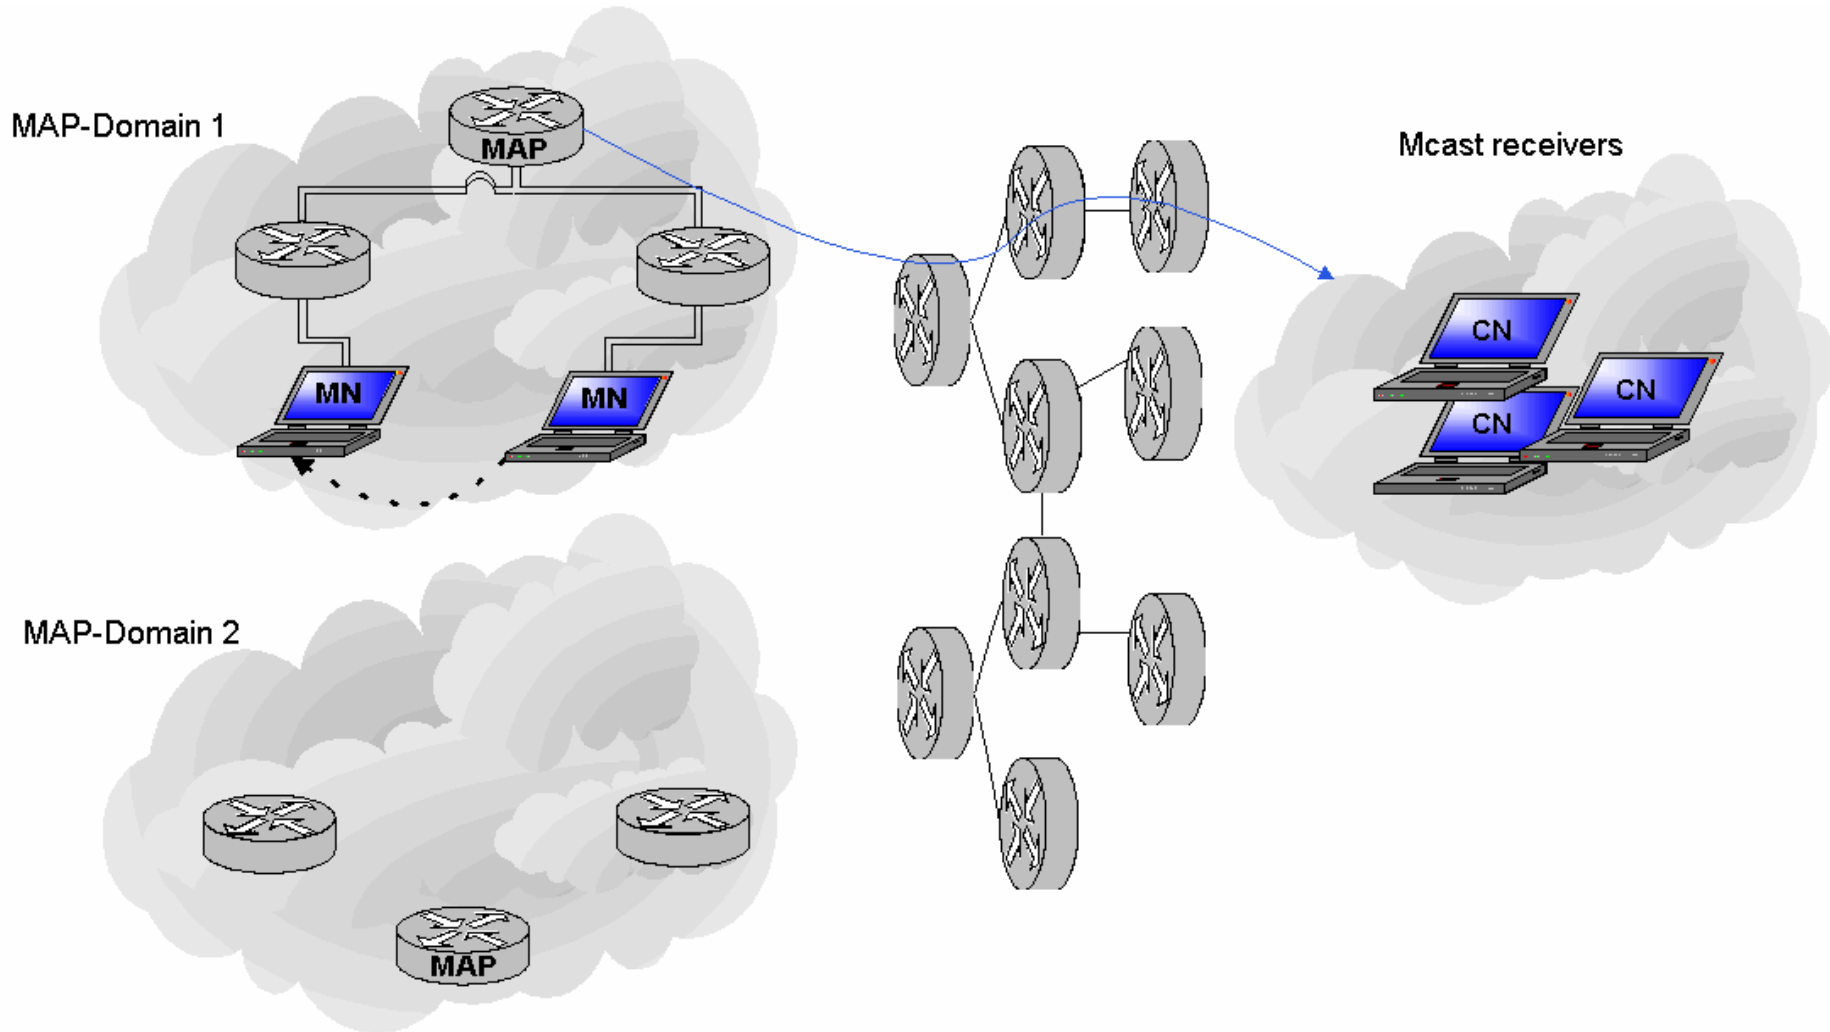 MAP-Domain 1
MAP
MN
MN
Mcast receivers
CN
CN
CN
MAP-Domain 2
MAP